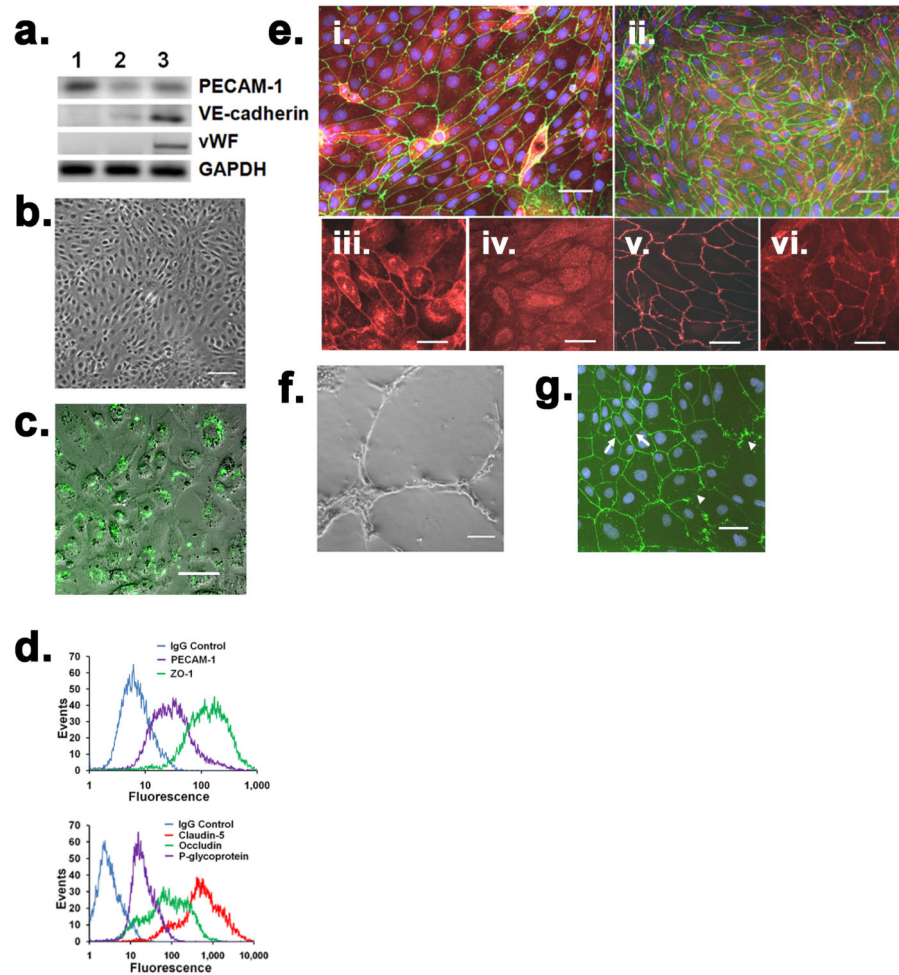 a.
1 2 3
PECAM-1
VE-cadherin
vWF
GAPDH
b.
c.
d.
IgG Control
PECAM-1
ZO-1
70
60
50
40
30
20
10
0
Events
1 10 100 1,000
Fluorescence
IgG Control
Claudin-5
Occludin
P-glycoprotein
70
60
50
40
30
20
10
0
Events
1 10 100 1,000 10,000
Fluorescence
e.
i. ii.
iii. iv. v. vi.
f.
g.